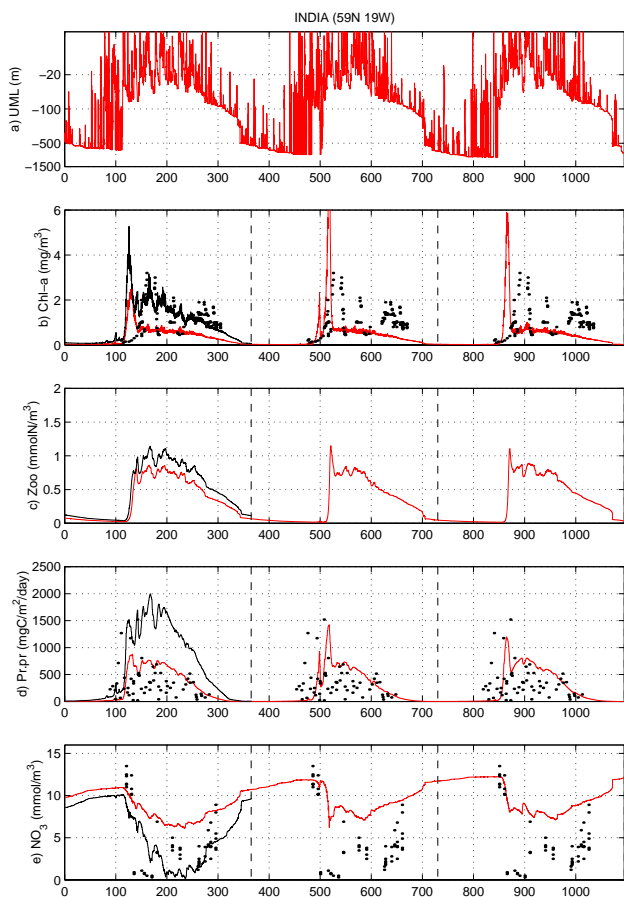 INDIA (59N 19W)
a) UML (m)
−20
−100
−500
−1500
0 100 200 300 400 500 600 700 800 900 1000
b) Chl−a (mg/m³)
6
4
2
0
0 100 200 300 400 500 600 700 800 900 1000
c) Zoo (mmolN/m³)
2
1.5
1
0.5
0
0 100 200 300 400 500 600 700 800 900 1000
d) Pr.pr (mgC/m²/day)
2500
2000
1500
1000
500
0
0 100 200 300 400 500 600 700 800 900 1000
e) NO₃ (mmol/m³)
15
10
5
0
0 100 200 300 400 500 600 700 800 900 1000